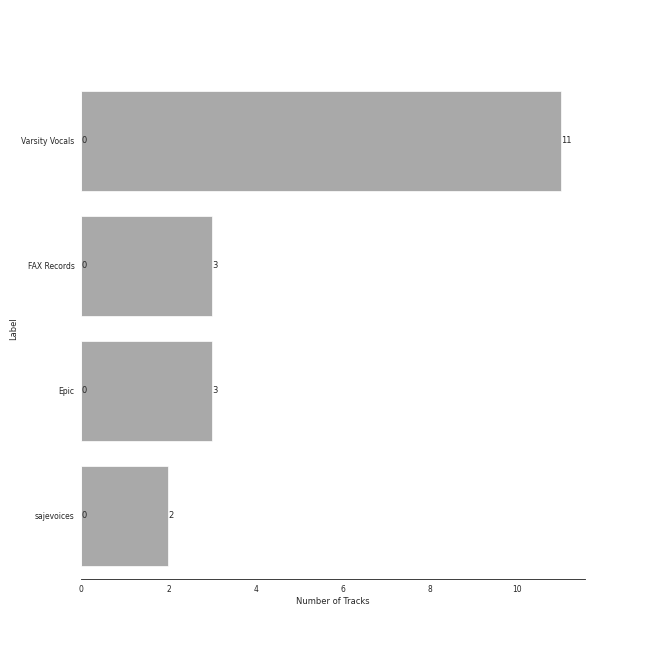 Varsity Vocals 0 11
FAX Records 0 3
Label
Epic 0 3
sajevoices 0 2
0 2 4 6 8 10
Number of Tracks